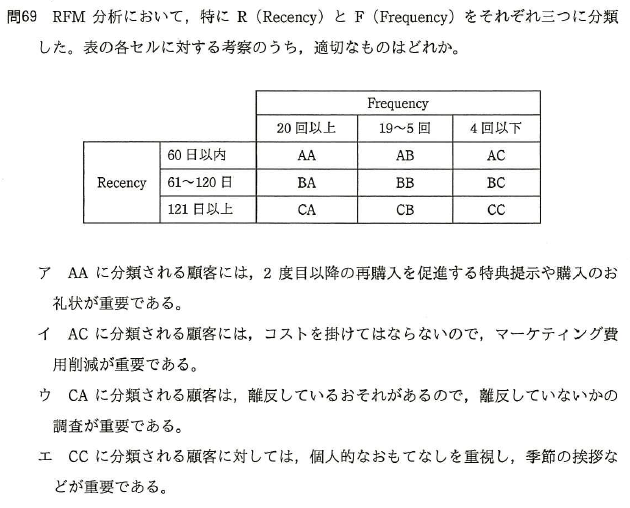 問69 RFM 分析において，特に R（Recency）と F（Frequency）をそれぞれ三つに分類
した。表の各セルに対する考察のうち，適切なものはどれか。
Frequency
20 回以上 19～5 回 4 回以下
60 日以内 AA AB AC
Recency 61～120 日 BA BB BC
121 日以上 CA CB CC
ア AA に分類される顧客には，2 度目以降の再購入を促進する特典提示や購入のお
礼状が重要である。
イ AC に分類される顧客には，コストを掛けてはならないので，マーケティング費
用削減が重要である。
ウ CA に分類される顧客は，離反しているおそれがあるので，離反していないかの
調査が重要である。
エ CC に分類される顧客に対しては，個人的なおもてなしを重視し，季節の挨拶な
どが重要である。